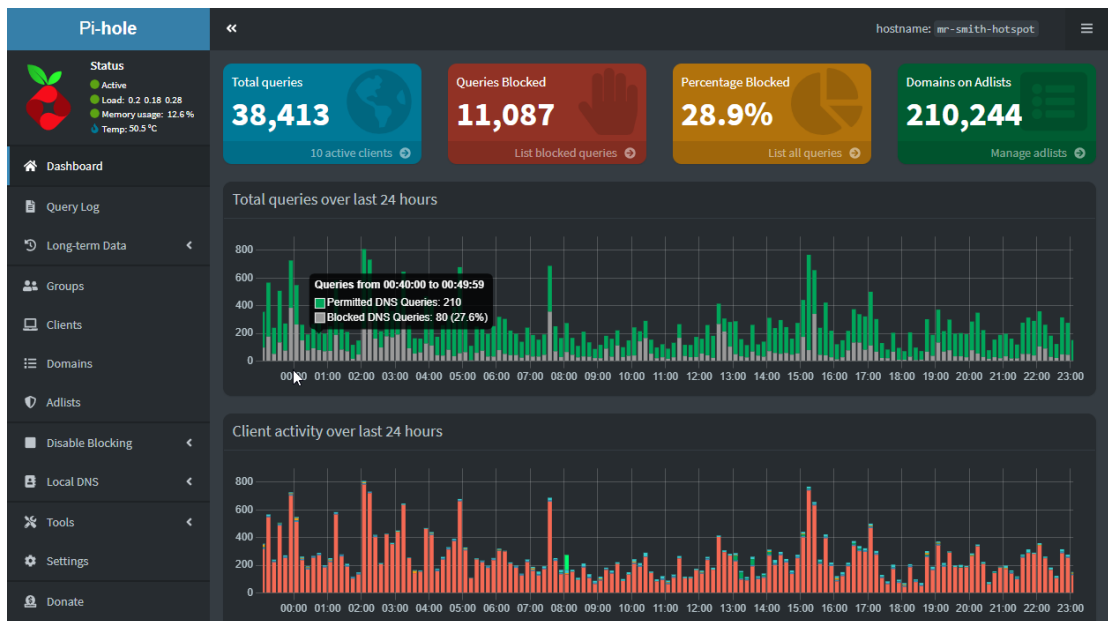 Pi-hole
hostname: mr-smith-hotspot
Status
Active
Load: 0.2 0.18 0.28
Memory usage: 12.6 %
Temp: 50.5 °C
Dashboard
Query Log
Long-term Data
Groups
Clients
Domains
Adlists
Disable Blocking
Local DNS
Tools
Settings
Donate
Total queries
38,413
10 active clients
Queries Blocked
11,087
List blocked queries
Percentage Blocked
28.9%
List all queries
Domains on Adlists
210,244
Manage adlists
Total queries over last 24 hours
800
600
400
200
0
Queries from 00:40:00 to 00:49:59
Permitted DNS Queries: 210
Blocked DNS Queries: 80 (27.6%)
01:00 02:00 03:00 04:00 05:00 06:00 07:00 08:00 09:00 10:00 11:00 12:00 13:00 14:00 15:00 16:00 17:00 18:00 19:00 20:00 21:00 22:00 23:00
Client activity over last 24 hours
800
600
400
200
0
00:00 01:00 02:00 03:00 04:00 05:00 06:00 07:00 08:00 09:00 10:00 11:00 12:00 13:00 14:00 15:00 16:00 17:00 18:00 19:00 20:00 21:00 22:00 23:00